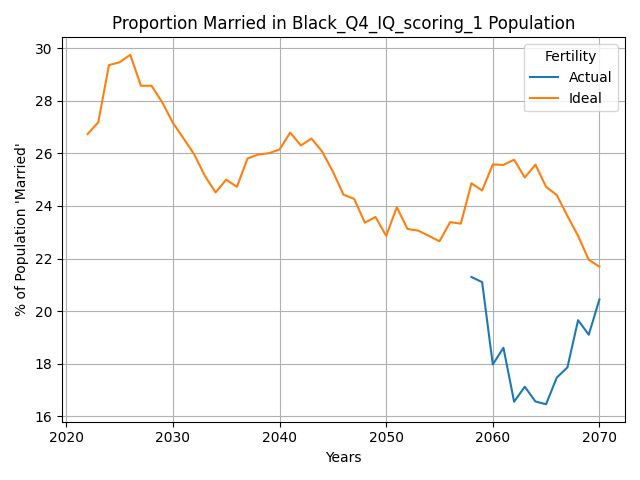 Proportion Married in Black_Q4_IQ_scoring_1 Population
% of Population 'Married'
30
28
26
24
22
20
18
16
Fertility
Actual
Ideal
2020 2030 2040 2050 2060 2070
Years